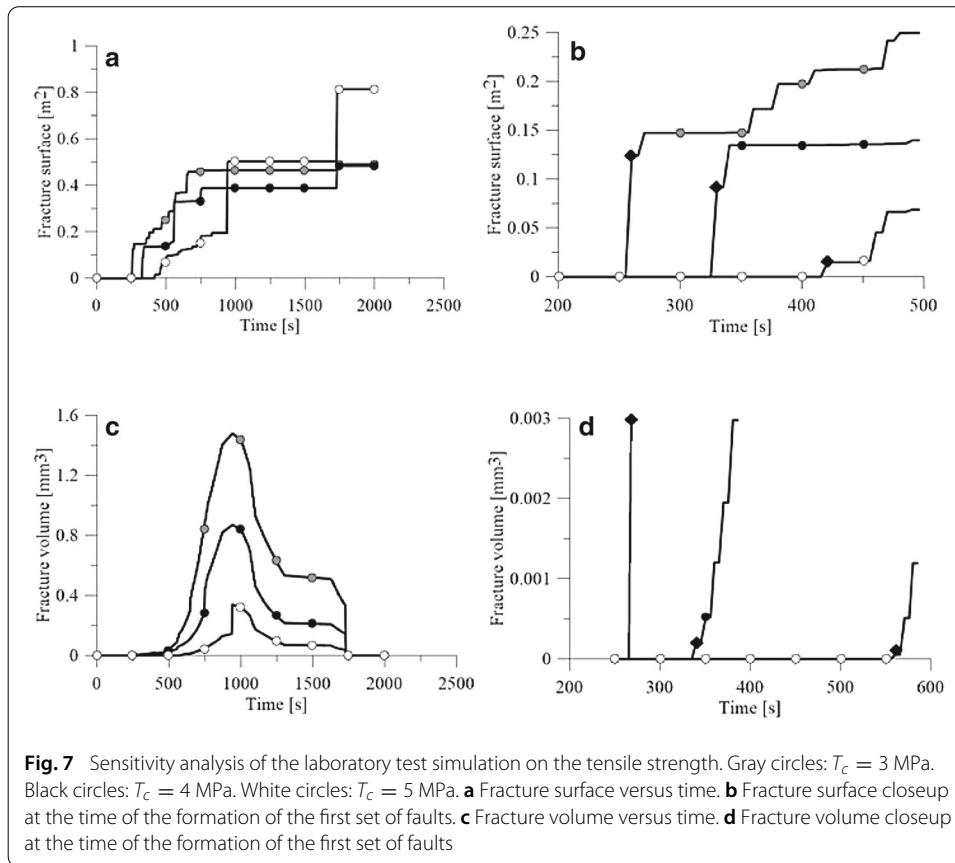 a
Fracture surface [m²]
1
0.8
0.6
0.4
0.2
0
0 500 1000 1500 2000 2500
Time [s]
b
Fracture surface [m²]
0.25
0.20
0.15
0.10
0.05
0
200 300 400 500
Time [s]
c
Fracture volume [mm³]
1.6
1.2
0.8
0.4
0
0 500 1000 1500 2000 2500
Time [s]
d
Fracture volume [mm³]
0.003
0.002
0.001
0
200 300 400 500 600
Time [s]
Fig. 7 Sensitivity analysis of the laboratory test simulation on the tensile strength. Gray circles: T_c = 3 MPa.
Black circles: T_c = 4 MPa. White circles: T_c = 5 MPa. a Fracture surface versus time. b Fracture surface closeup
at the time of the formation of the first set of faults. c Fracture volume versus time. d Fracture volume closeup
at the time of the formation of the first set of faults